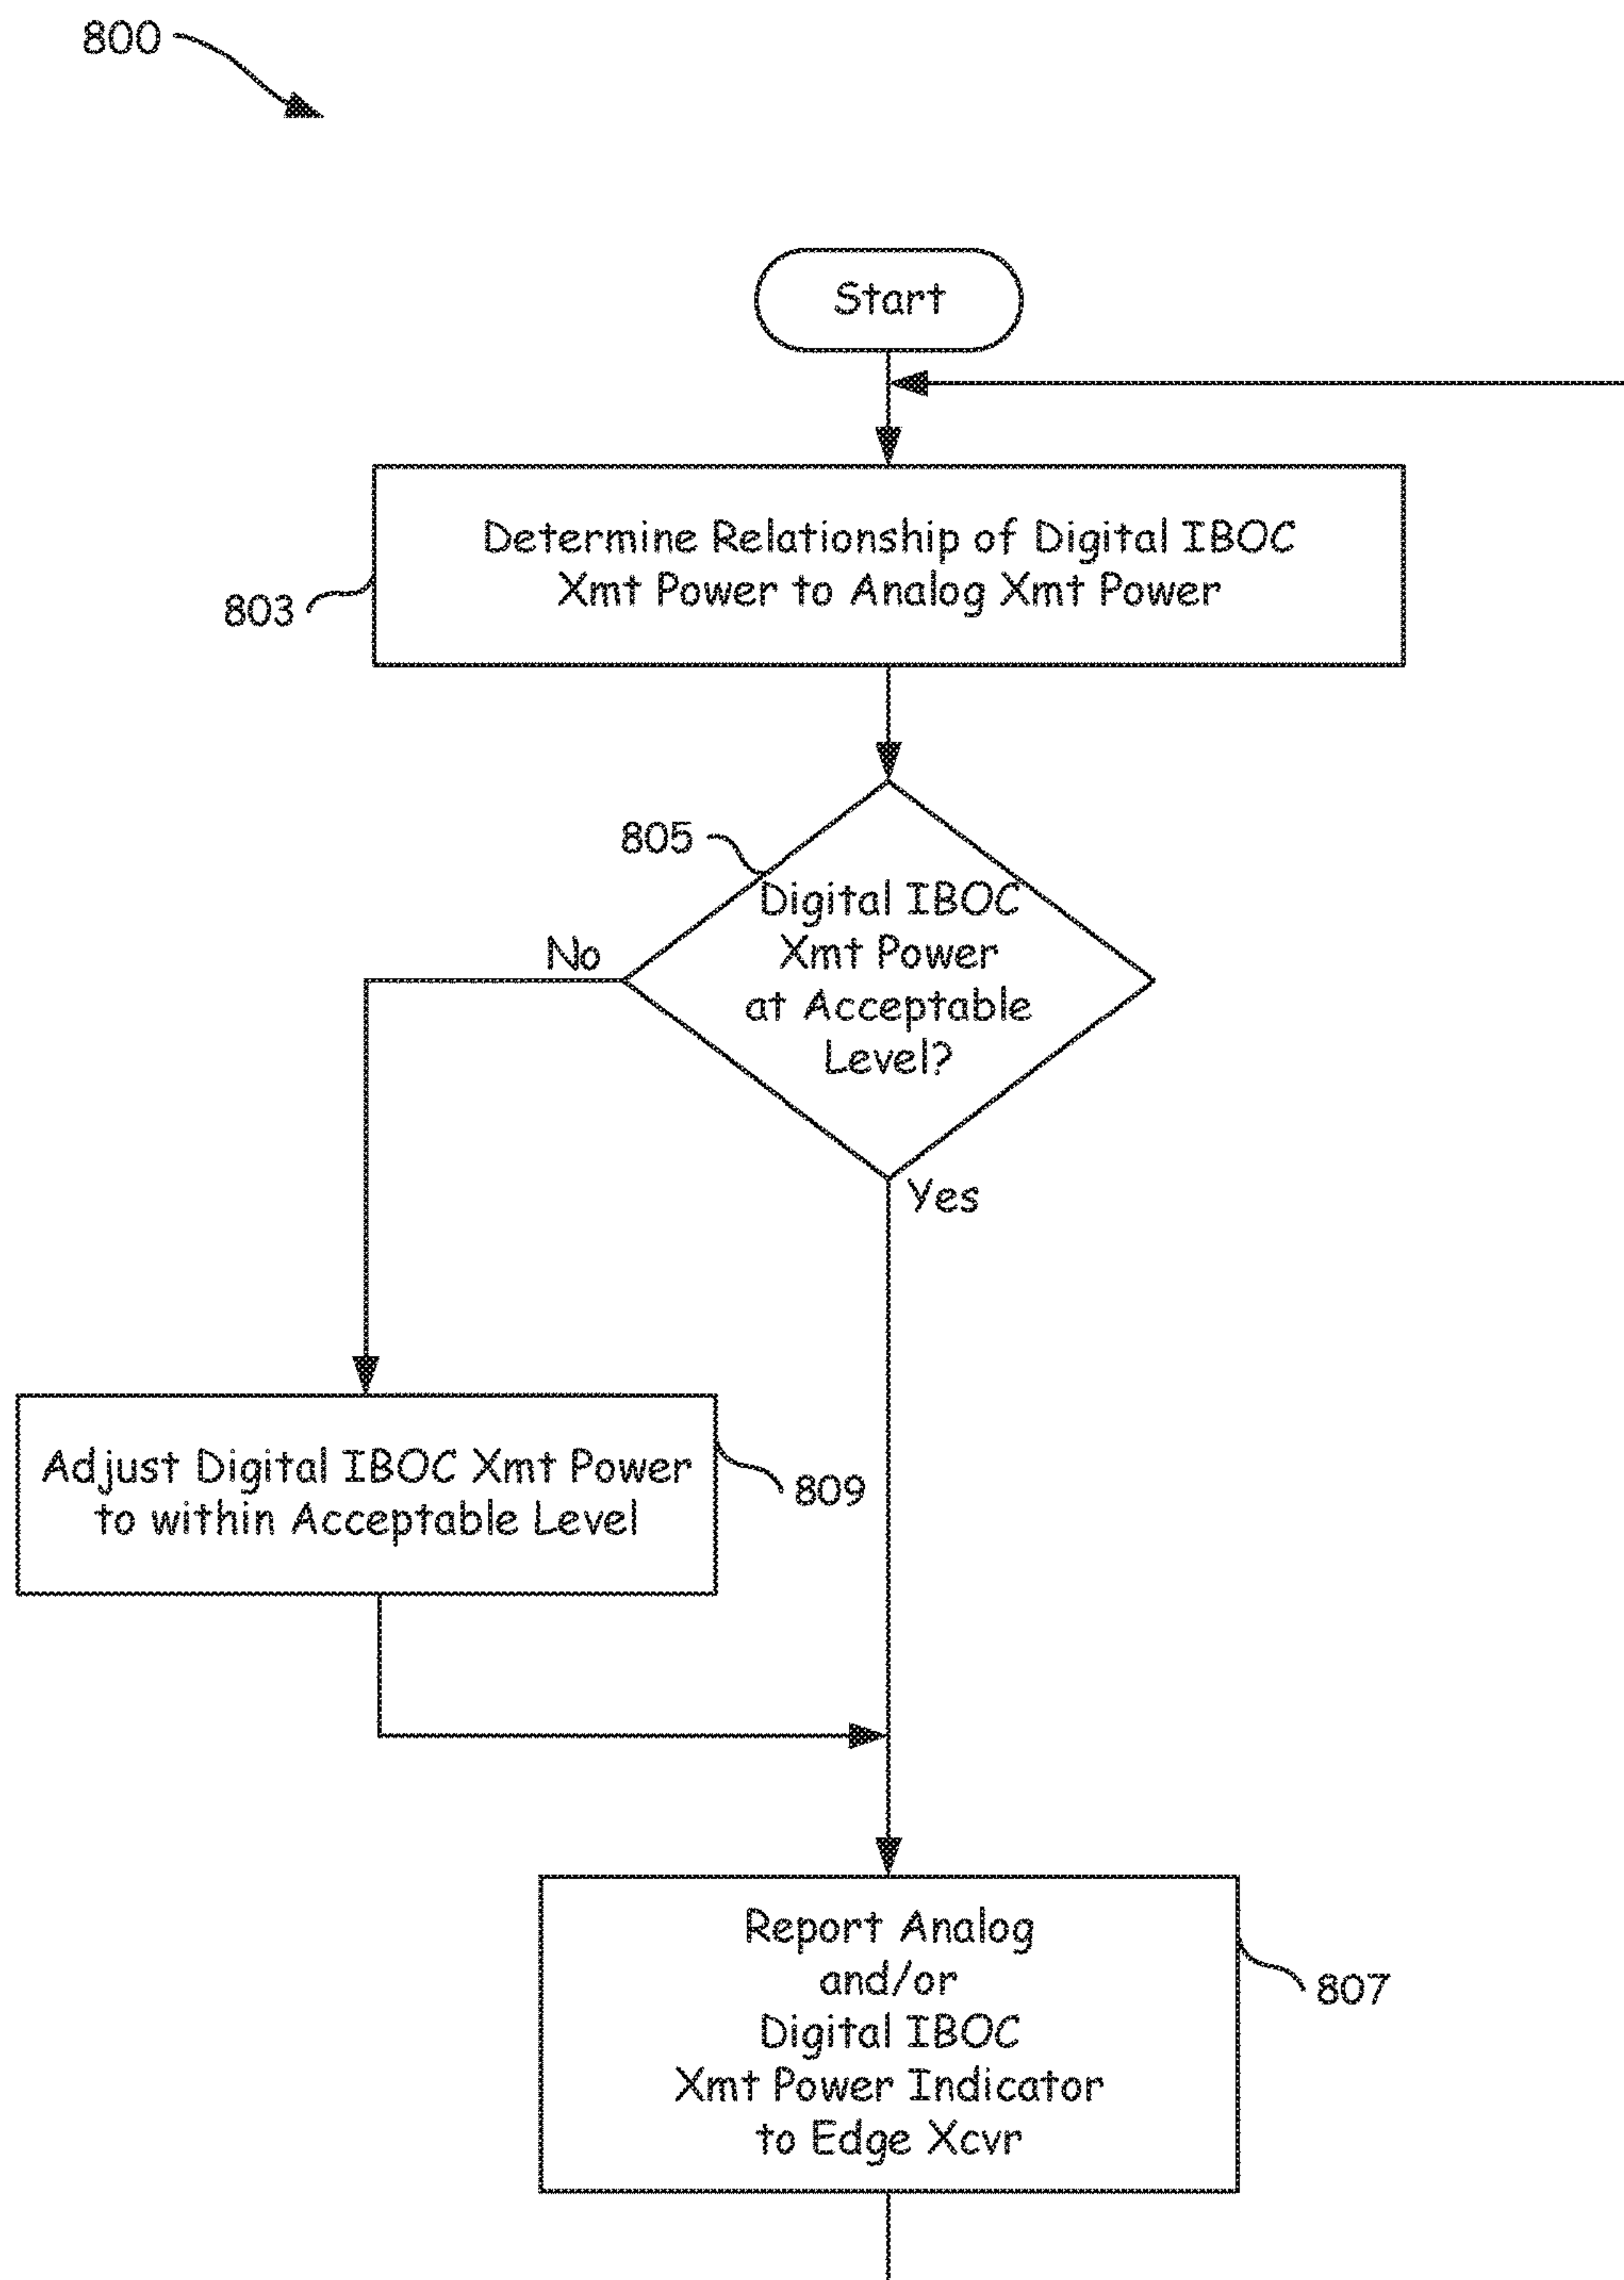 800
Start
Determine Relationship of Digital IBOC
Xmt Power to Analog Xmt Power
803
805
Digital IBOC
Xmt Power
at Acceptable
Level?
No
Yes
Adjust Digital IBOC Xmt Power
to within Acceptable Level
809
Report Analog
and/or
Digital IBOC
Xmt Power Indicator
to Edge Xcvr
807